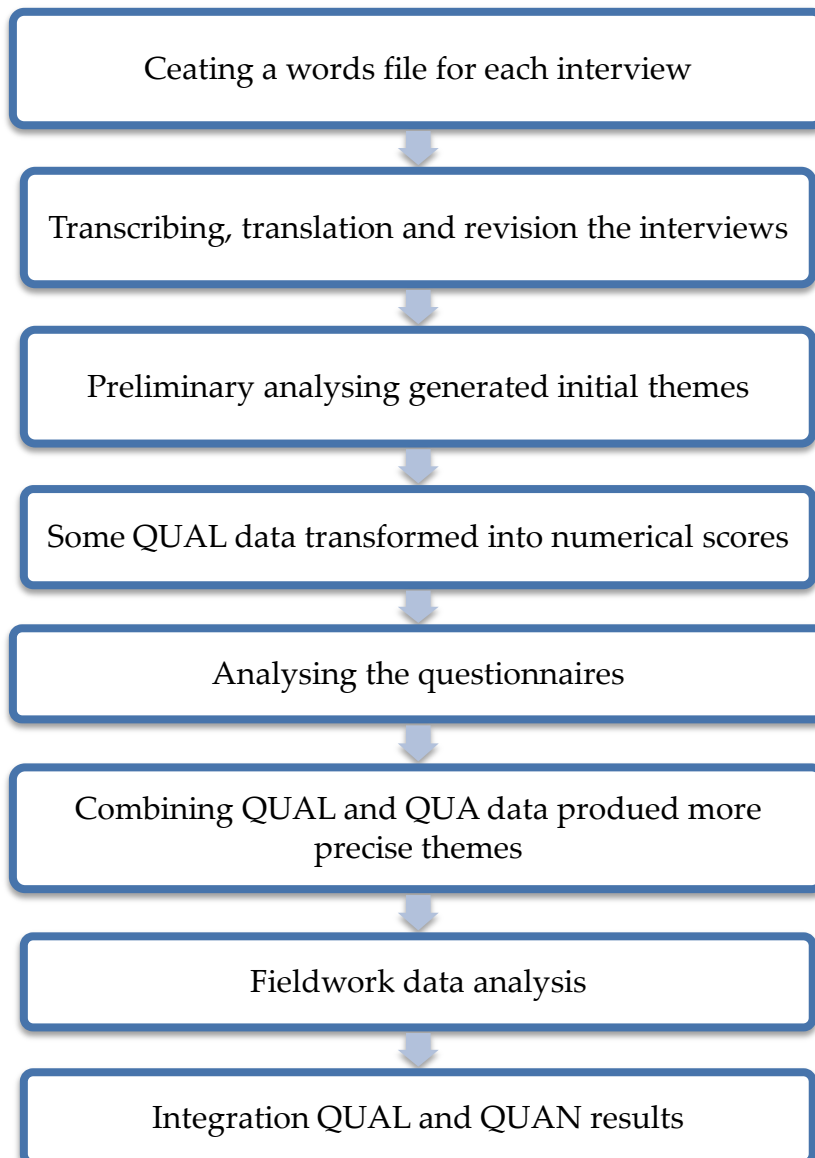 Ceating a words file for each interview
Transcribing, translation and revision the interviews
Preliminary analysing generated initial themes
Some QUAL data transformed into numerical scores
Analysing the questionnaires
Combining QUAL and QUA data produed more
precise themes
Fieldwork data analysis
Integration QUAL and QUAN results